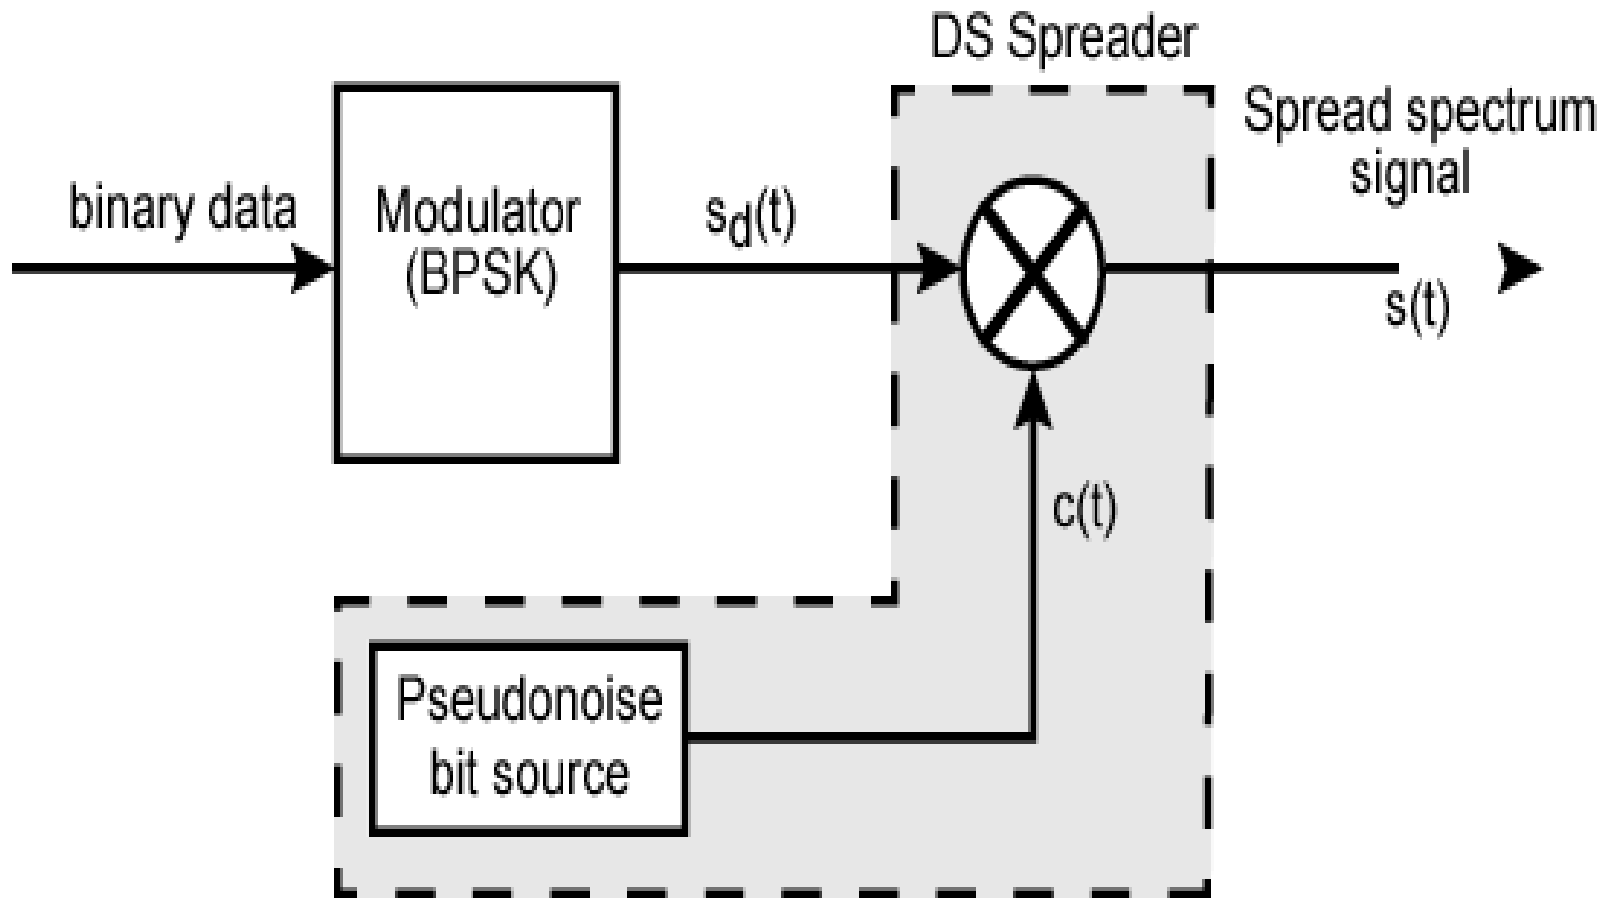 DS Spreader
Spread spectrum
signal
binary data
Modulator
(BPSK)
sd(t)
s(t)
c(t)
Pseudonoise
bit source